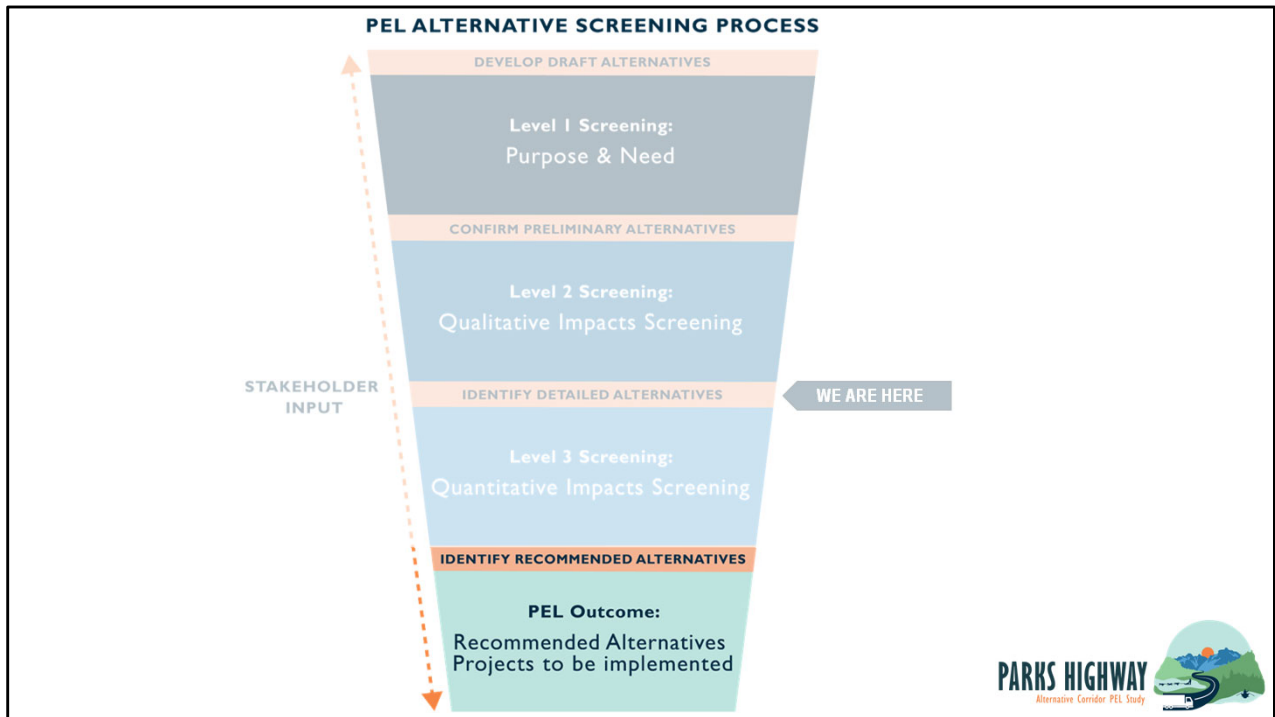 PEL ALTERNATIVE SCREENING PROCESS
DEVELOP DRAFT ALTERNATIVES
Level 1 Screening:
Purpose & Need
CONFIRM PRELIMINARY ALTERNATIVES
Level 2 Screening:
Qualitative Impacts Screening
STAKEHOLDER
INPUT
IDENTIFY DETAILED ALTERNATIVES
WE ARE HERE
Level 3 Screening:
Quantitative Impacts Screening
IDENTIFY RECOMMENDED ALTERNATIVES
PEL Outcome:
Recommended Alternatives
Projects to be implemented
PARKS HIGHWAY
Alternative Corridor PEL Study